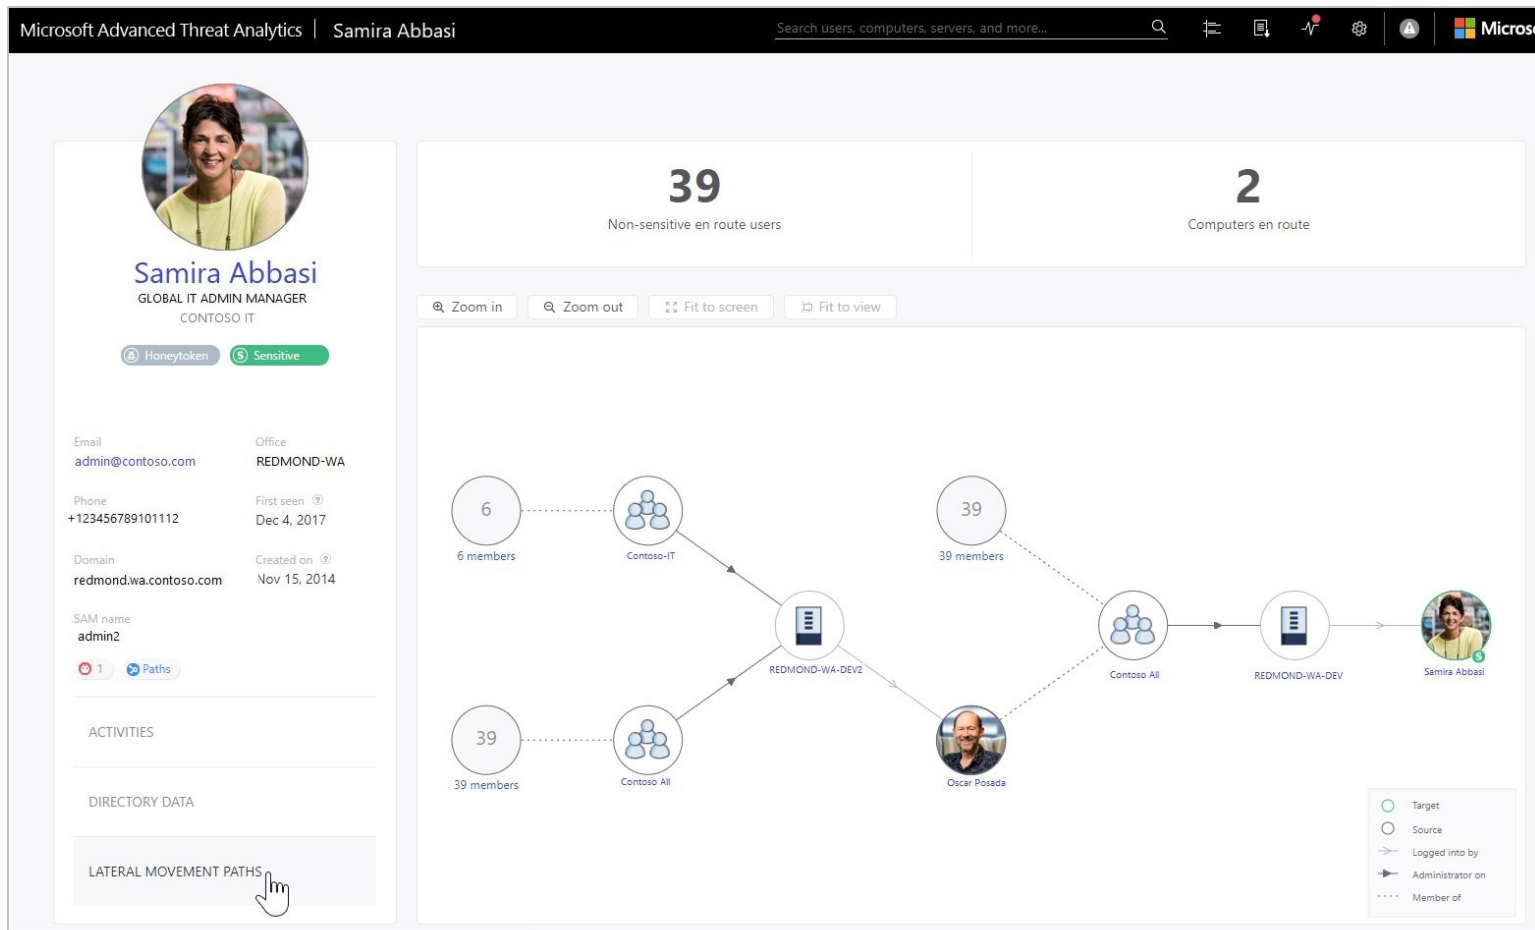 Microsoft Advanced Threat Analytics | Samira Abbasi
Search users, computers, servers, and more...
Microso
Samira Abbasi
GLOBAL IT ADMIN MANAGER
CONTOSO IT
Honeytoken
S Sensitive
Email
admin@contoso.com
Office
REDMOND-WA
Phone
+123456789101112
First seen ?
Dec 4, 2017
Domain
redmond.wa.contoso.com
Created on ?
Nov 15, 2014
SAM name
admin2
1
Paths
ACTIVITIES
DIRECTORY DATA
LATERAL MOVEMENT PATHS
39
Non-sensitive en route users
2
Computers en route
Zoom in
Zoom out
Fit to screen
Fit to view
6
6 members
Contoso-IT
39
39 members
REDMOND-WA-DEV2
Contoso All
REDMOND-WA-DEV
S
Samira Abbasi
39
39 members
Contoso All
Oscar Posada
Target
Source
Logged into by
Administrator on
Member of